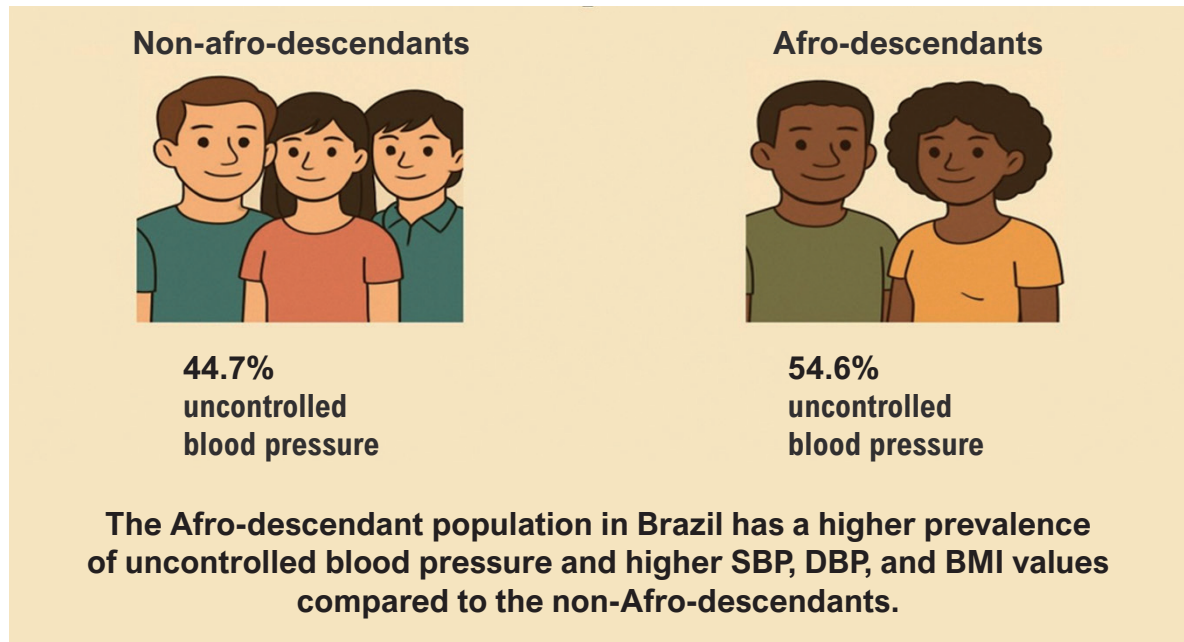 Non-afro-descendants
Afro-descendants
44.7%
uncontrolled
blood pressure
54.6%
uncontrolled
blood pressure
The Afro-descendant population in Brazil has a higher prevalence
of uncontrolled blood pressure and higher SBP, DBP, and BMI values
compared to the non-Afro-descendants.